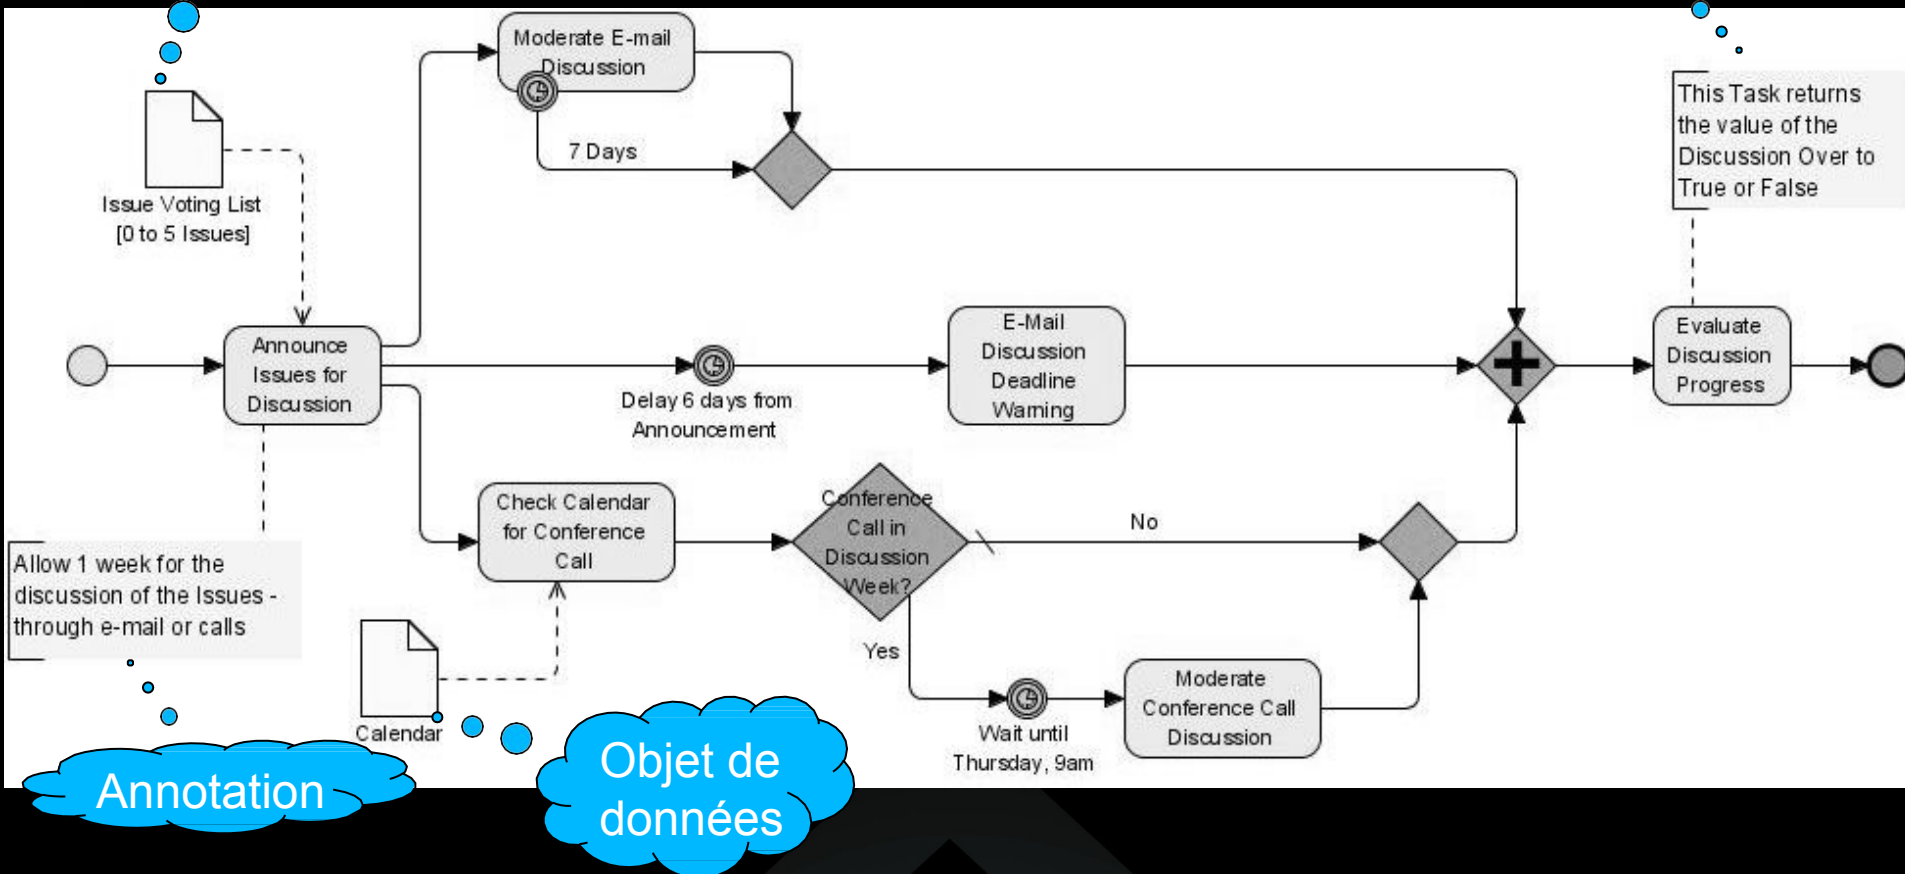 Moderate E-mail
Discussion
7 Days
This Task returns
the value of the
Discussion Over to
True or False
Issue Voting List
[0 to 5 Issues]
Announce
Issues for
Discussion
Delay 6 days from
Announcement
E-Mail
Discussion
Deadline
Warning
Evaluate
Discussion
Progress
Allow 1 week for the
discussion of the Issues -
through e-mail or calls
Check Calendar
for Conference
Call
Conference
Call in
Discussion
Week?
No
Yes
Calendar
Wait until
Thursday, 9am
Moderate
Conference Call
Discussion
Annotation
Objet de
données